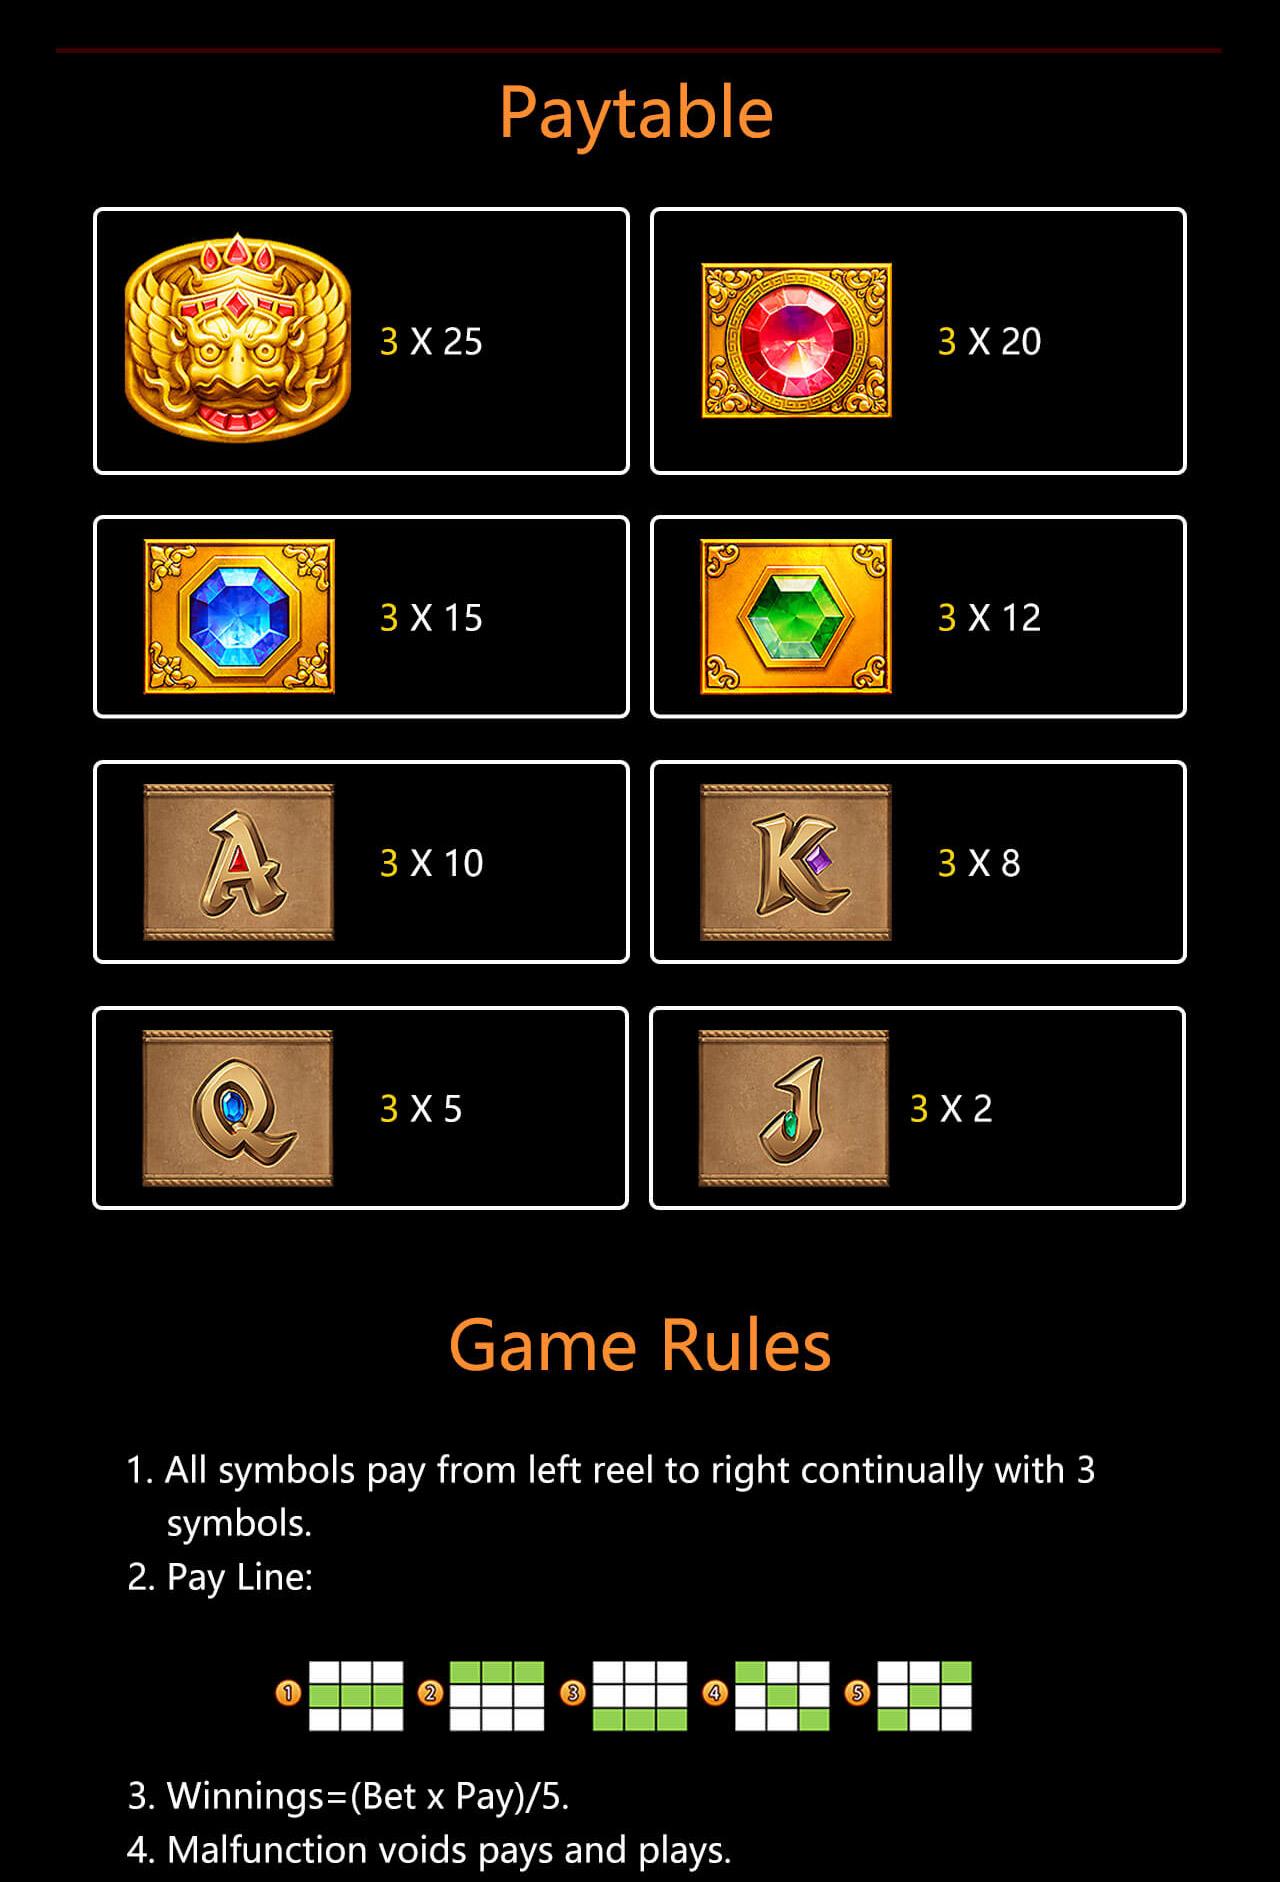 Paytable
3 X 25
3 X 20
3 X 15
3 X 12
A
3 X 10
K
3 X 8
Q
3 X 5
J
3 X 2
Game Rules
1. All symbols pay from left reel to right continually with 3
symbols.
2. Pay Line:
1 2 3 4 5
3. Winnings=(Bet x Pay)/5.
4. Malfunction voids pays and plays.